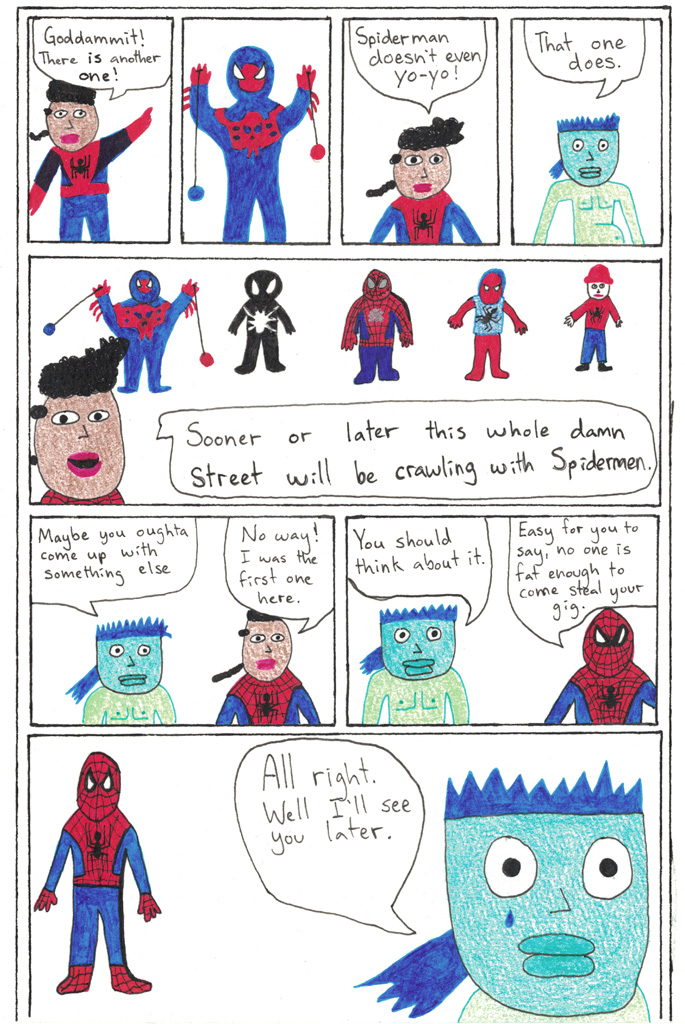 Goddammit!
There is another
one!
Spiderman
doesn't even
yo-yo!
That one
does.
Sooner or later this whole damn
Street will be crawling with Spidermen.
Maybe you oughta
come up with
something else
No way!
I was the
first one
here.
You should
think about it.
Easy for you to
say, no one is
fat enough to
come steal your
gig.
All right.
Well I'll see
you later.